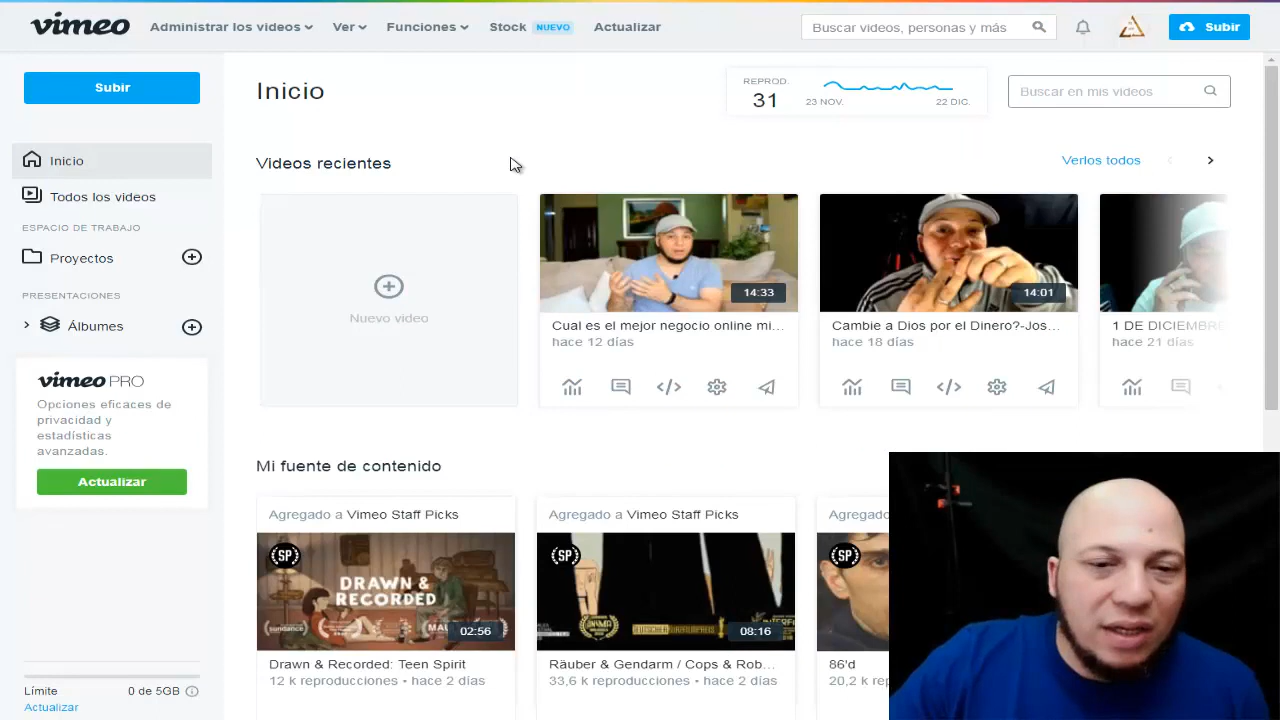 vimeo
Administrar los videos
Ver
Funciones
Stock NUEVO
Actualizar
Buscar videos, personas y más
Subir
Subir
Inicio
Todos los videos
ESPACIO DE TRABAJO
Proyectos
PRESENTACIONES
Álbumes
vimeo PRO
Opciones eficaces de
privacidad y
estadísticas
avanzadas.
Actualizar
Límite
0 de 5GB
Actualizar
Inicio
REPROD.
31
23 NOV.
22 DIC.
Buscar en mis videos
Videos recientes
Verlos todos
Nuevo video
14:33
Cual es el mejor negocio online mi...
hace 12 días
14:01
Cambie a Dios por el Dinero?-Jos...
hace 18 días
1 DE DICIEMBRE
hace 21 días
Mi fuente de contenido
Agregado a Vimeo Staff Picks
SP
DRAWN &
RECORDED
sundance
02:56
Drawn & Recorded: Teen Spirit
12 k reproducciones • hace 2 días
Agregado a Vimeo Staff Picks
SP
08:16
Räuber & Gendarm / Cops & Rob...
33,6 k reproducciones • hace 2 días
Agregado
SP
86'd
20,2 k re